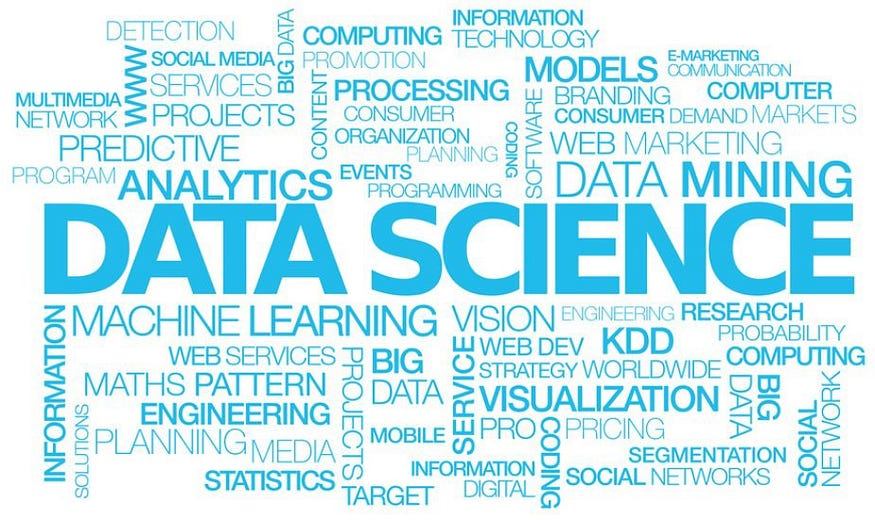 DETECTION
WWW
SOCIAL MEDIA
SERVICES
PROJECTS
MULTIMEDIA
NETWORK
PREDICTIVE
PROGRAM
ANALYTICS
BIG DATA
COMPUTING
PROMOTION
CONTENT
PROCESSING
CONSUMER
ORGANIZATION
PLANNING
EVENTS
PROGRAMMING
INFORMATION
TECHNOLOGY
CODING
SOFTWARE
MODELS
E-MARKETING
COMMUNICATION
BRANDING
COMPUTER
CONSUMER DEMAND MARKETS
WEB MARKETING
DATA MINING
DATA SCIENCE
INFORMATION
SOLUTIONS
MACHINE LEARNING
WEB SERVICES
MATHS PATTERN
ENGINEERING
PLANNING
MEDIA
STATISTICS
PROJECTS
BIG
DATA
MOBILE
INFORMATION
DIGITAL
TARGET
VISION
ENGINEERING
RESEARCH
SERVICE
WEB DEV
KDD
PROBABILITY
STRATEGY WORLDWIDE
COMPUTING
VISUALIZATION
BIG
DATA
PRO
CODING
PRICING
SEGMENTATION
SOCIAL NETWORKS
SOCIAL
NETWORK